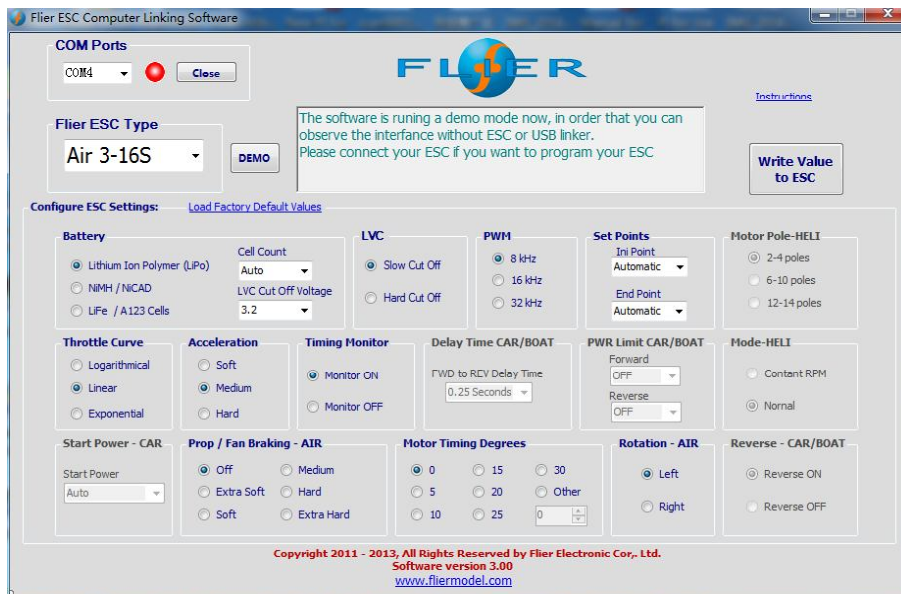 Flier ESC Computer Linking Software
COM Ports
COM4
Close
FLIER
Instructions
Flier ESC Type
Air 3-16S
DEMO
The software is runing a demo mode now, in order that you can
observe the interfance without ESC or USB linker.
Please connect your ESC if you want to program your ESC
Write Value
to ESC
Configure ESC Settings:
Load Factory Default Values
Battery
Lithium Ion Polymer (LiPo)
NiMH / NiCAD
LiFe / A123 Cells
Cell Count
Auto
LVC Cut Off Voltage
3.2
LVC
Slow Cut Off
Hard Cut Off
PWM
8 kHz
16 kHz
32 kHz
Set Points
Ini Point
Automatic
End Point
Automatic
Motor Pole-HELI
2-4 poles
6-10 poles
12-14 poles
Throttle Curve
Logarithmical
Linear
Exponential
Acceleration
Soft
Medium
Hard
Timing Monitor
Monitor ON
Monitor OFF
Delay Time CAR/BOAT
FWD to REV Delay Time
0.25 Seconds
PWR Limit CAR/BOAT
Forward
OFF
Reverse
OFF
Mode-HELI
Contant RPM
Nornal
Start Power - CAR
Start Power
Auto
Prop / Fan Braking - AIR
Off
Extra Soft
Soft
Medium
Hard
Extra Hard
Motor Timing Degrees
0
5
10
15
20
25
30
Other
0
Rotation - AIR
Left
Right
Reverse - CAR/BOAT
Reverse ON
Reverse OFF
Copyright 2011 - 2013, All Rights Reserved by Flier Electronic Cor,. Ltd.
Software version 3.00
www.fliermodel.com